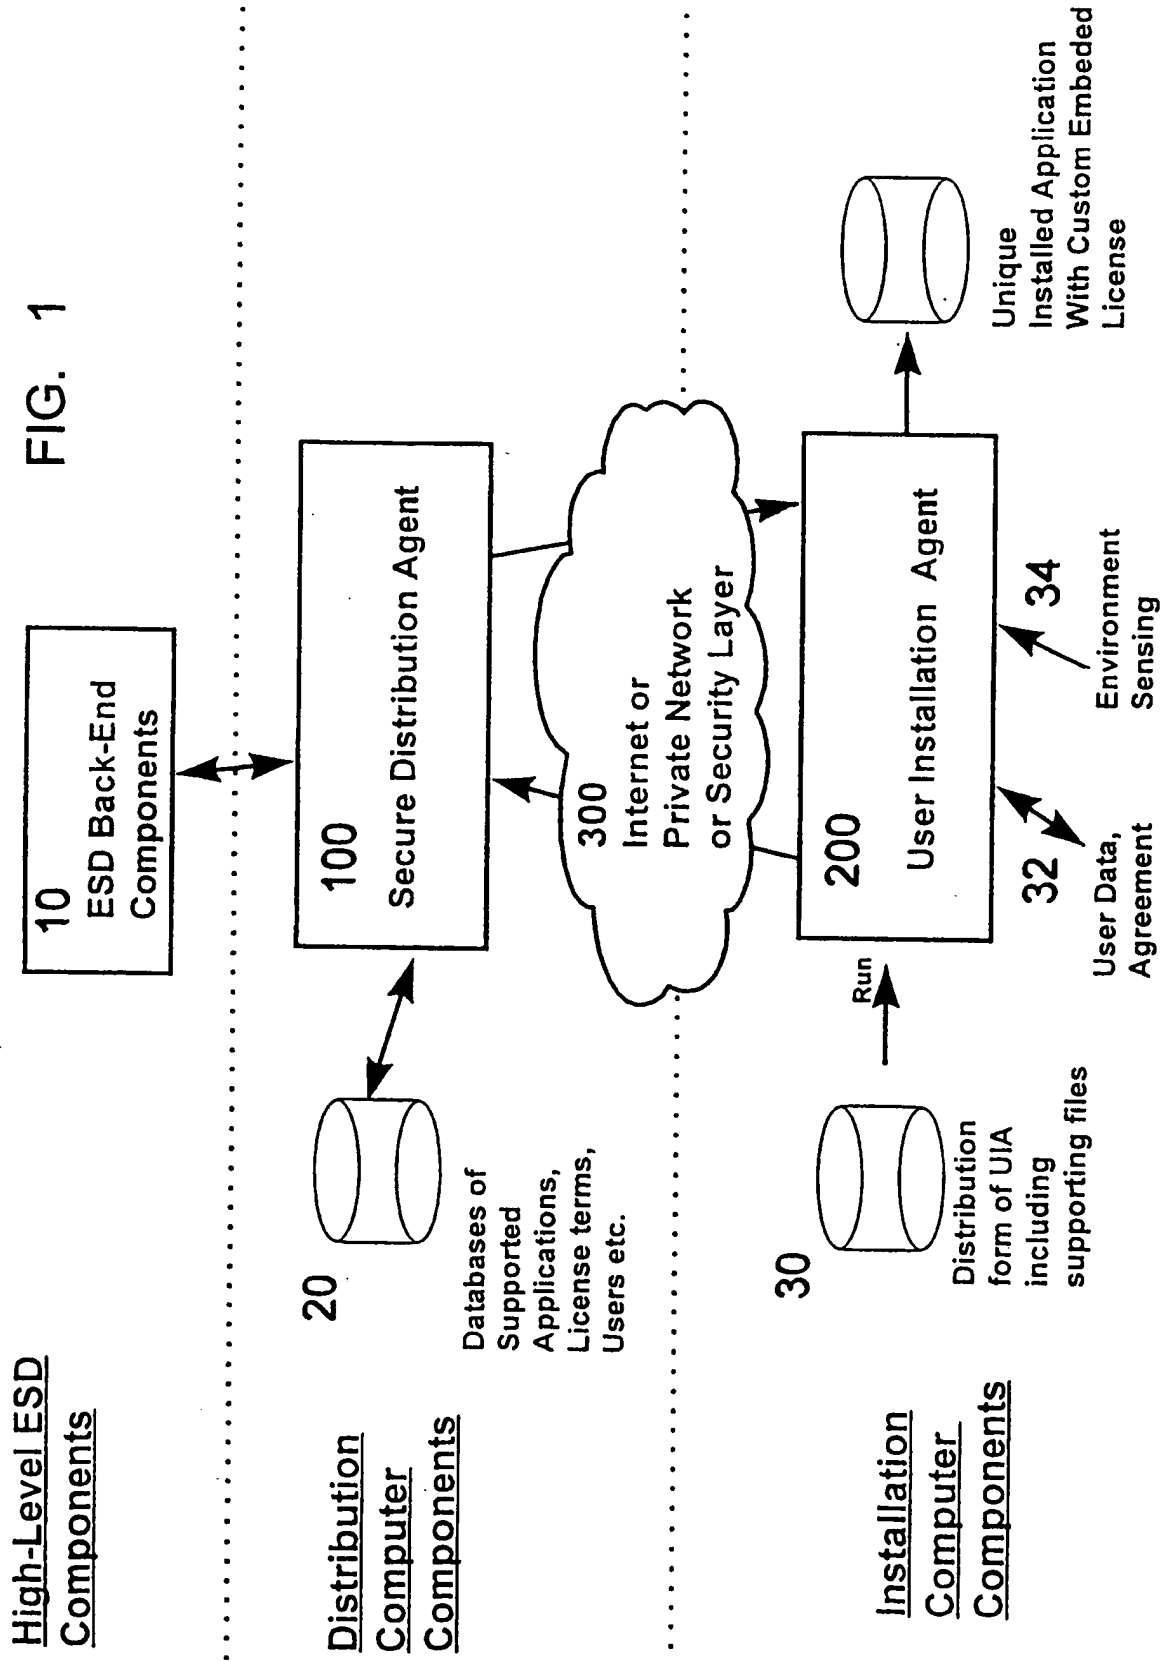 FIG. 1
High-Level ESD
Components
10
ESD Back-End
Components
Distribution
Computer
Components
20
Databases of
Supported
Applications,
License terms,
Users etc.
100
Secure Distribution Agent
300
Internet or
Private Network
or Security Layer
Installation
Computer
Components
30
Distribution
form of UIA
including
supporting files
Run
200
User Installation Agent
32
User Data,
Agreement
34
Environment
Sensing
Unique
Installed Application
With Custom Embeded
License